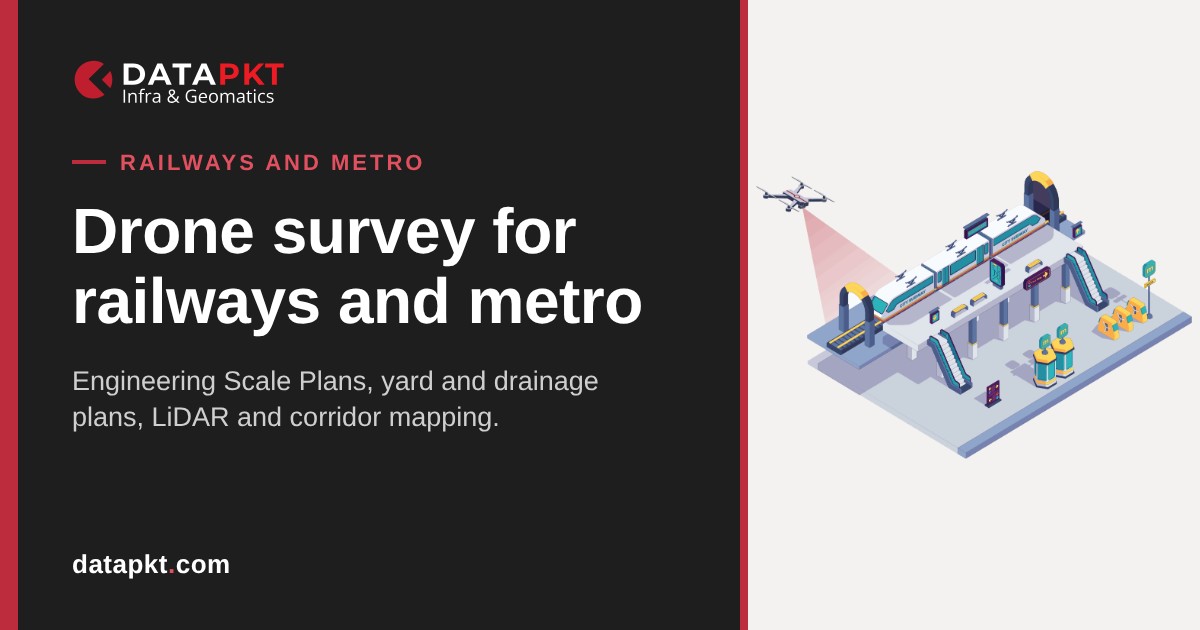 DATAPKT
Infra & Geomatics
RAILWAYS AND METRO
Drone survey for
railways and metro
Engineering Scale Plans, yard and drainage
plans, LiDAR and corridor mapping.
datapkt.com